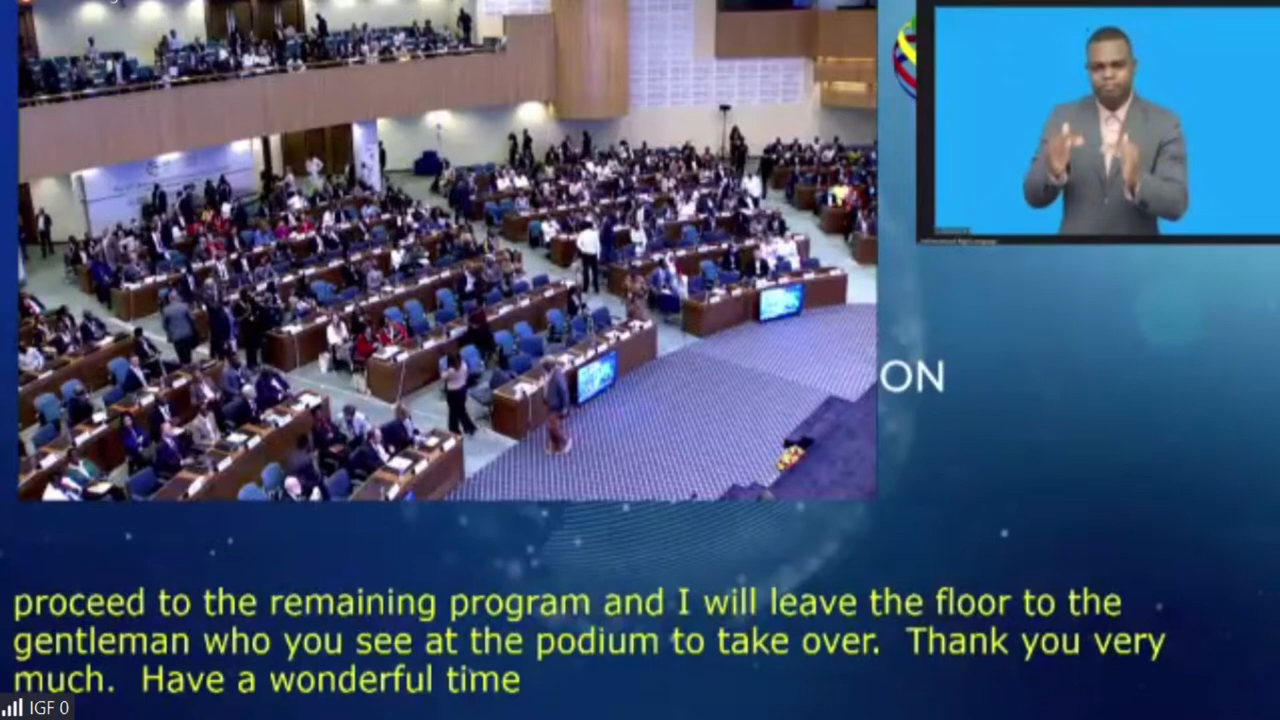 ON
proceed to the remaining program and I will leave the floor to the
gentleman who you see at the podium to take over. Thank you very
much. Have a wonderful time
IGF 0